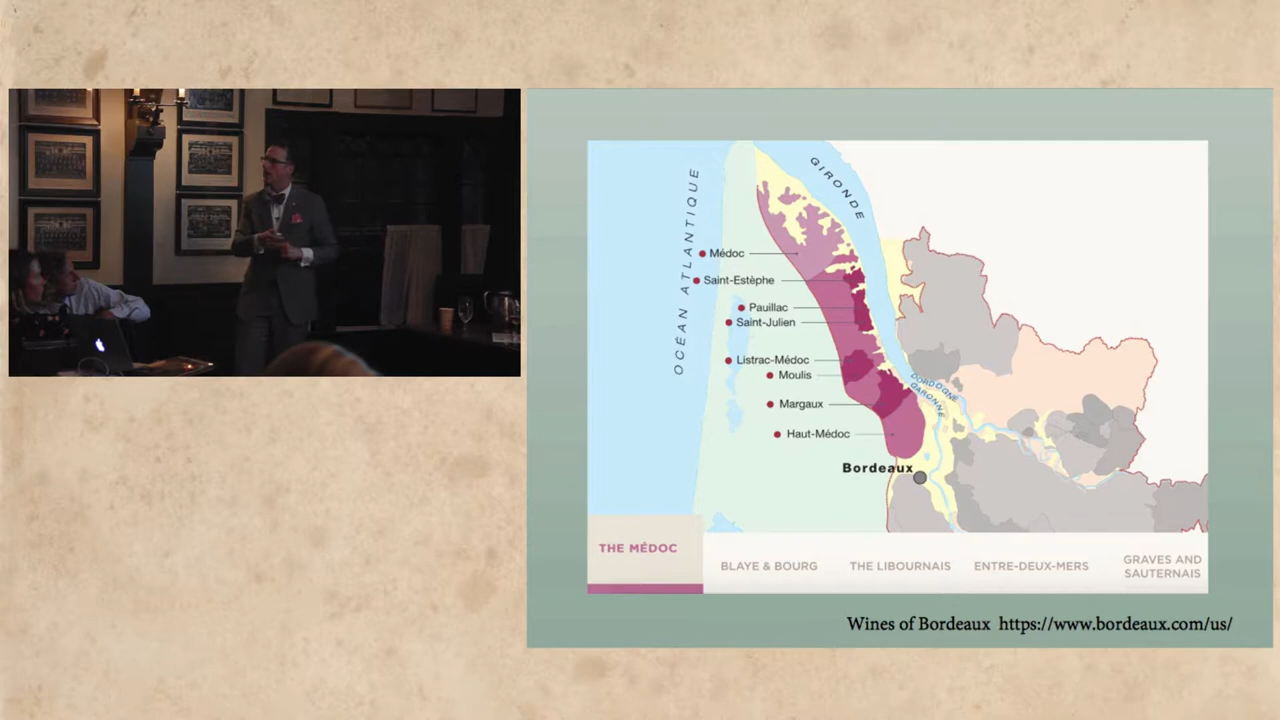 GIRONDE
OCÉAN ATLANTIQUE
Médoc
Saint-Estèphe
Pauillac
Saint-Julien
Listrac-Médoc
Moulis
Margaux
Haut-Médoc
DORDOGNE
GARONNE
Bordeaux
THE MÉDOC
BLAYE & BOURG
THE LIBOURNAIS
ENTRE-DEUX-MERS
GRAVES AND
SAUTERNAIS
Wines of Bordeaux https://www.bordeaux.com/us/